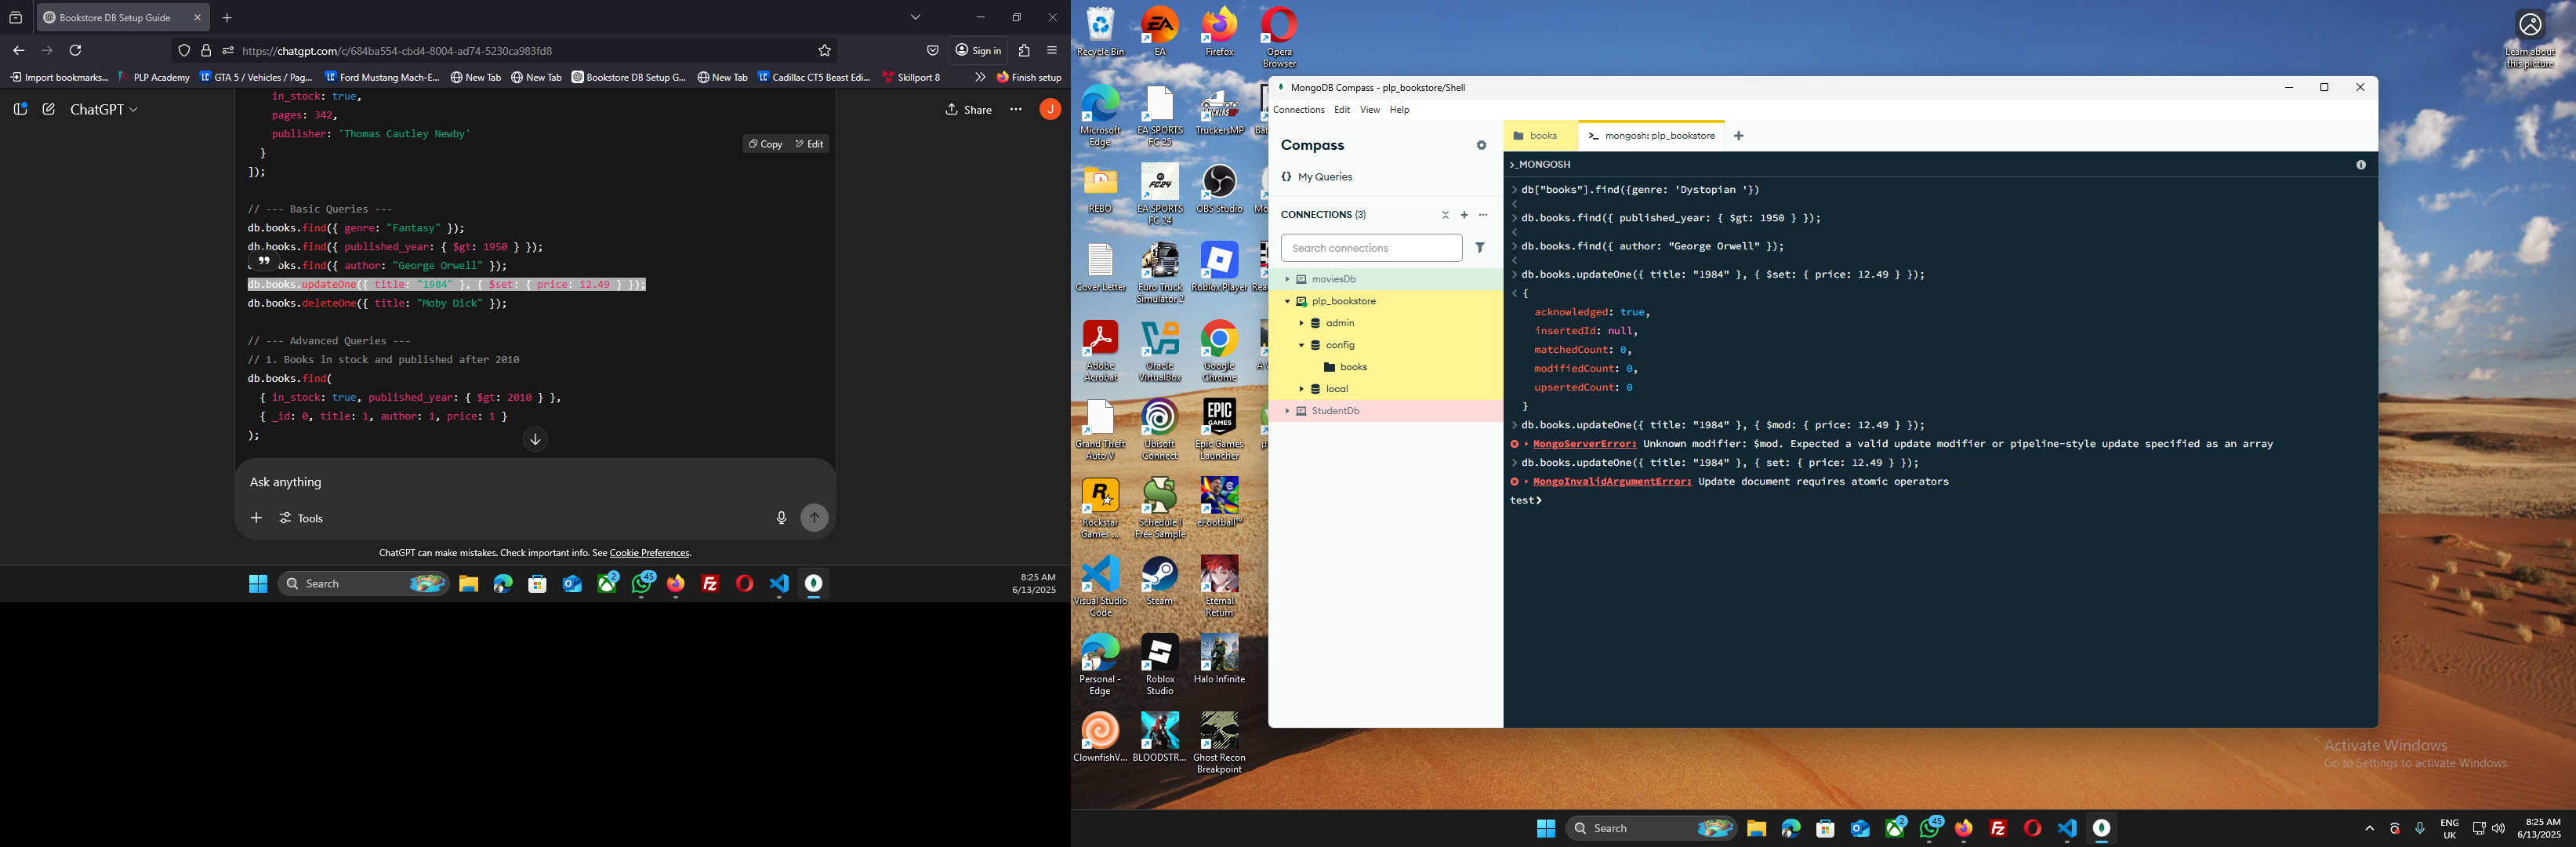 Bookstore DB Setup Guide
https://chatgpt.com/c/684ba554-cbd4-8004-ad74-5230ca983fd8
Sign in
Import bookmarks...
PLP Academy
GTA 5 / Vehicles / Pag...
Ford Mustang Mach-E...
New Tab
New Tab
Bookstore DB Setup G...
New Tab
Cadillac CT5 Beast Edi...
Skillport 8
Finish setup
ChatGPT
Share
J
Copy
Edit
in_stock: true,
pages: 342,
publisher: 'Thomas Cautley Newby'
}
]);
// --- Basic Queries ---
db.books.find({ genre: "Fantasy" });
db.books.find({ published_year: { $gt: 1950 } });
books.find({ author: "George Orwell" });
db.books.updateOne({ title: "1984" }, { $set: { price: 12.49 } });
db.books.deleteOne({ title: "Moby Dick" });
// --- Advanced Queries ---
// 1. Books in stock and published after 2010
db.books.find(
{ in_stock: true, published_year: { $gt: 2010 } },
{ _id: 0, title: 1, author: 1, price: 1 }
);
Ask anything
Tools
ChatGPT can make mistakes. Check important info. See Cookie Preferences.
Search
2
45
8:25 AM
6/13/2025
Recycle Bin
EA
Firefox
Opera Browser
Microsoft Edge
EA SPORTS FC 25
TruckersMP
REBO
EA SPORTS FC 24
OBS Studio
Cover Letter
Euro Truck Simulator 2
Roblox Player
Adobe Acrobat
Oracle VirtualBox
Google Chrome
Grand Theft Auto V
Ubisoft Connect
Epic Games Launcher
Rockstar Games ...
Schedule I Free Sample
eFootball™
Visual Studio Code
Steam
Eternal Return
Personal - Edge
Roblox Studio
Halo Infinite
ClownfishV...
BLOODSTR...
Ghost Recon Breakpoint
Learn about this picture
MongoDB Compass - plp_bookstore/Shell
Connections
Edit
View
Help
Compass
{} My Queries
CONNECTIONS (3)
Search connections
moviesDb
plp_bookstore
admin
config
books
local
StudentDb
books
>_ mongosh: plp_bookstore
>_MONGOSH
> db["books"].find({genre: 'Dystopian '})
<
> db.books.find({ published_year: { $gt: 1950 } });
<
> db.books.find({ author: "George Orwell" });
<
> db.books.updateOne({ title: "1984" }, { $set: { price: 12.49 } });
< {
acknowledged: true,
insertedId: null,
matchedCount: 0,
modifiedCount: 0,
upsertedCount: 0
}
> db.books.updateOne({ title: "1984" }, { $mod: { price: 12.49 } });
MongoServerError: Unknown modifier: $mod. Expected a valid update modifier or pipeline-style update specified as an array
> db.books.updateOne({ title: "1984" }, { set: { price: 12.49 } });
MongoInvalidArgumentError: Update document requires atomic operators
test>
Activate Windows
Go to Settings to activate Windows.
Search
2
45
ENG
UK
8:25 AM
6/13/2025